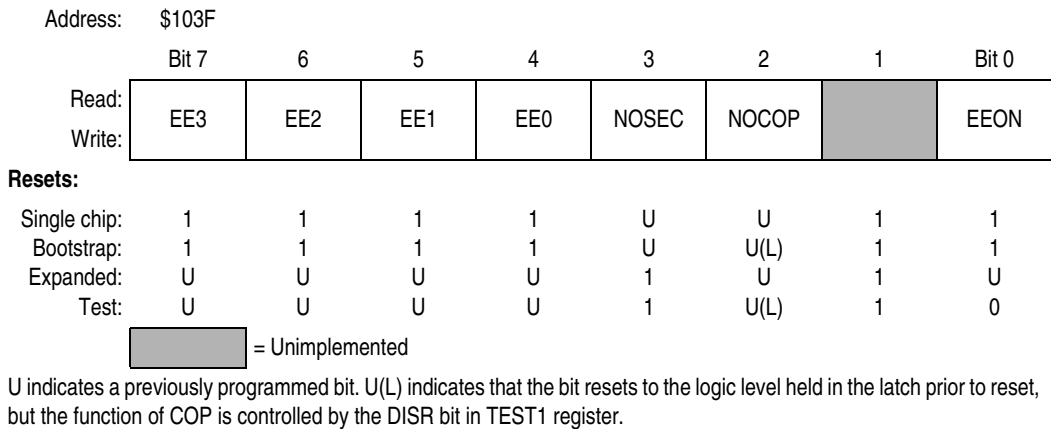 Address: $103F
Bit 7 6 5 4 3 2 1 Bit 0
Read:
Write:
EE3 EE2 EE1 EE0 NOSEC NOCOP EEON
Resets:
Single chip: 1 1 1 1 U U 1 1
Bootstrap: 1 1 1 1 U U(L) 1 1
Expanded: U U U U 1 U 1 U
Test: U U U U 1 U(L) 1 0
= Unimplemented
U indicates a previously programmed bit. U(L) indicates that the bit resets to the logic level held in the latch prior to reset,
but the function of COP is controlled by the DISR bit in TEST1 register.